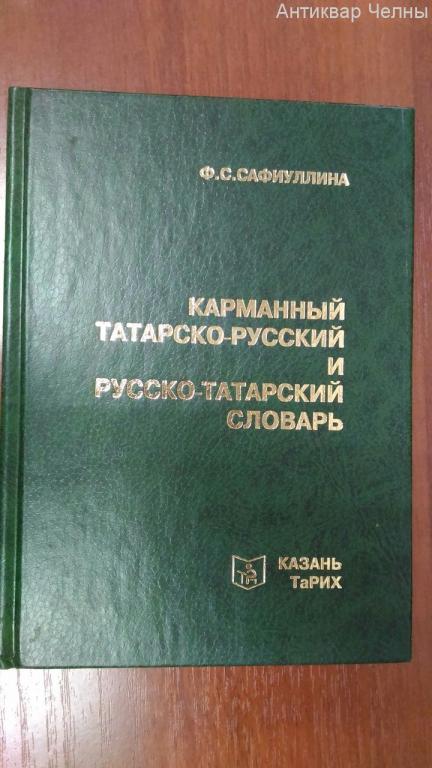 Антиквар Челны
Ф.С.САФИУЛЛИНА
КАРМАННЫЙ
ТАТАРСКО-РУССКИЙ
И
РУССКО-ТАТАРСКИЙ
СЛОВАРЬ
КАЗАНЬ
ТаРИХ